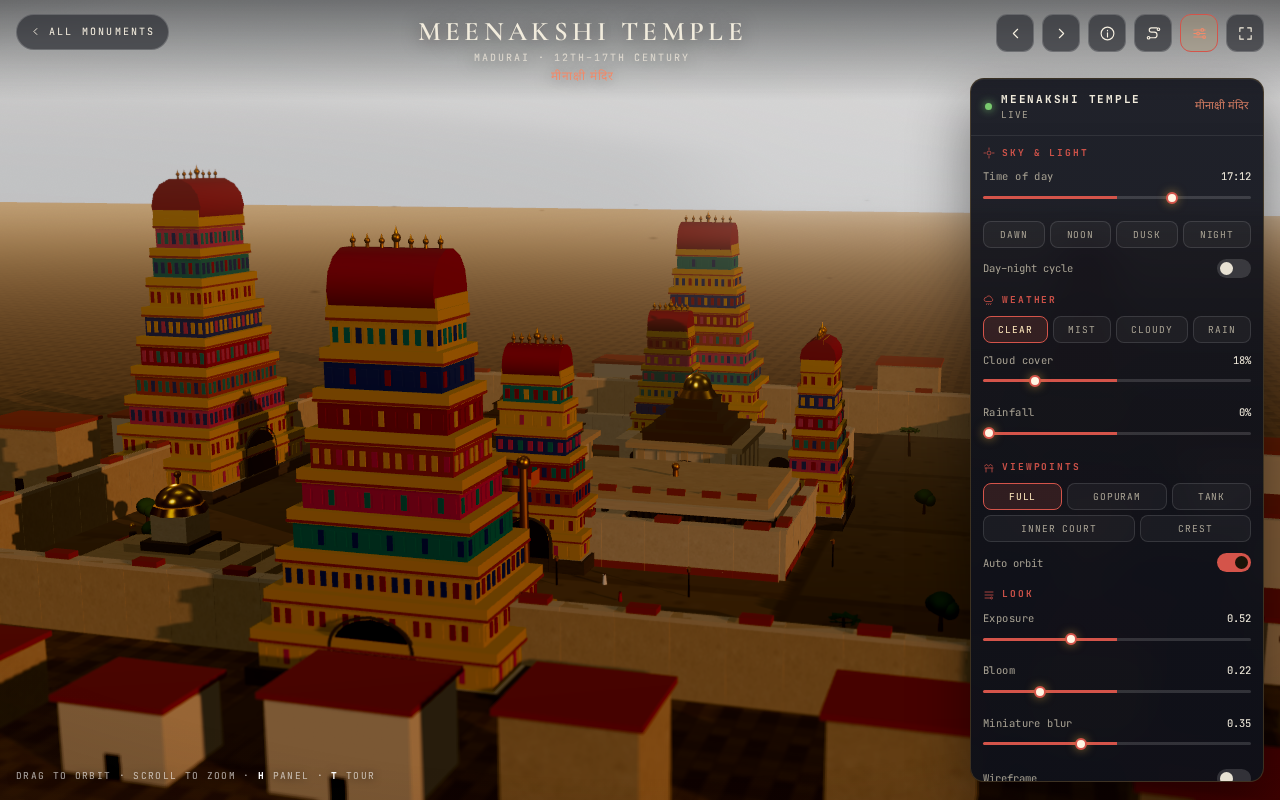 ALL MONUMENTS
MEENAKSHI TEMPLE
MADURAI · 12TH–17TH CENTURY
मीनाक्षी मंदिर
MEENAKSHI TEMPLE
LIVE
मीनाक्षी मंदिर
SKY & LIGHT
Time of day 17:12
DAWN NOON DUSK NIGHT
Day-night cycle
WEATHER
CLEAR MIST CLOUDY RAIN
Cloud cover 18%
Rainfall 0%
VIEWPOINTS
FULL GOPURAM TANK
INNER COURT CREST
Auto orbit
LOOK
Exposure 0.52
Bloom 0.22
Miniature blur 0.35
Wireframe
DRAG TO ORBIT · SCROLL TO ZOOM · H PANEL · T TOUR